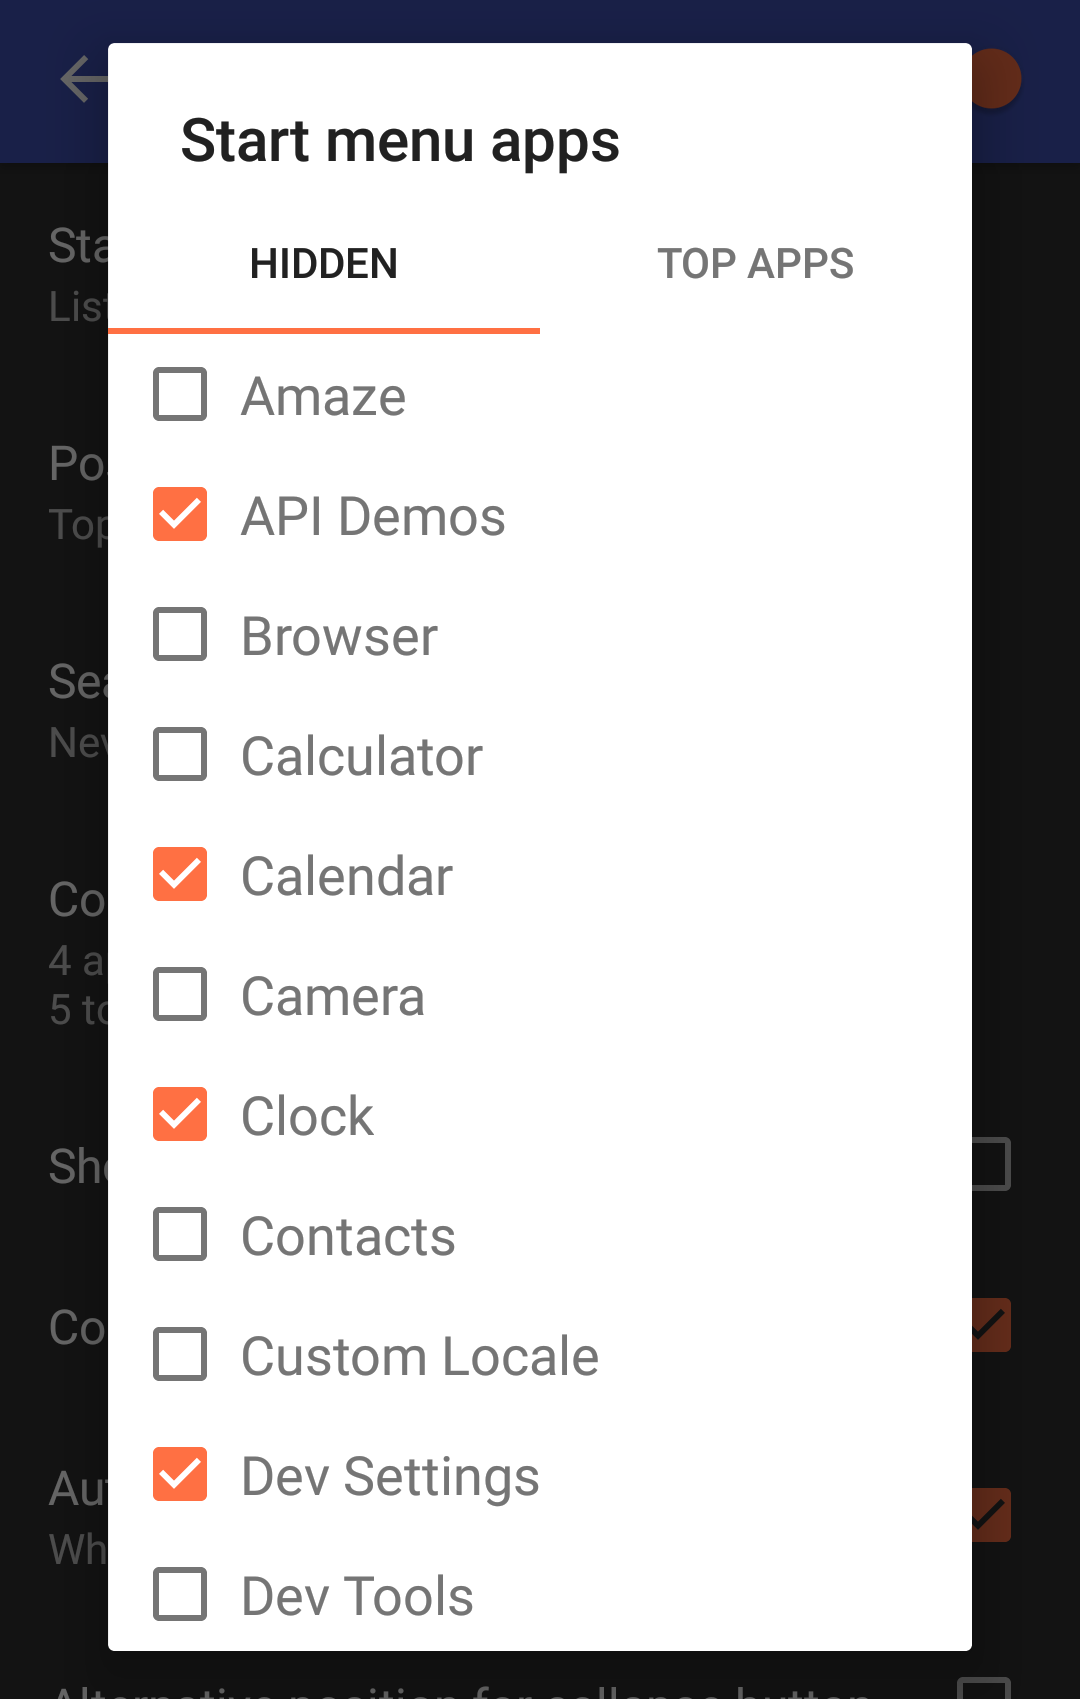 Start menu apps
HIDDEN
TOP APPS
Amaze
API Demos
Browser
Calculator
Calendar
Camera
Clock
Contacts
Custom Locale
Dev Settings
Dev Tools
4 a